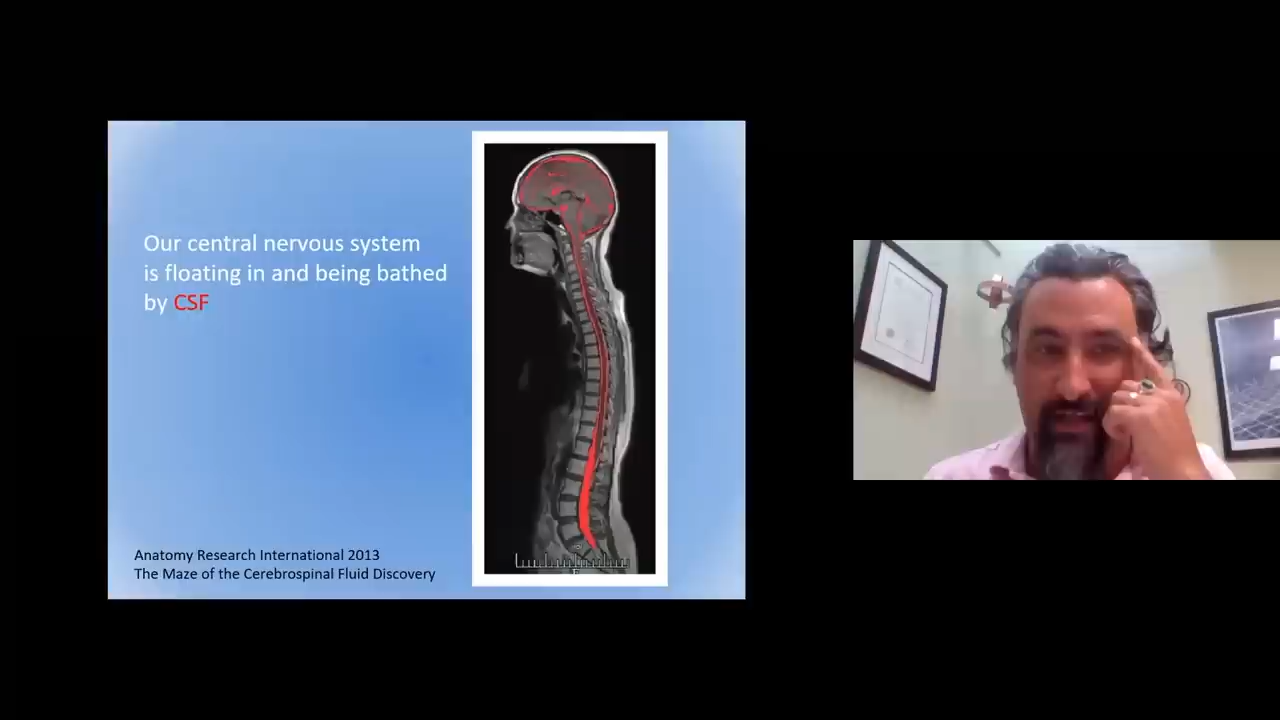 Our central nervous system
is floating in and being bathed
by CSF
Anatomy Research International 2013
The Maze of the Cerebrospinal Fluid Discovery